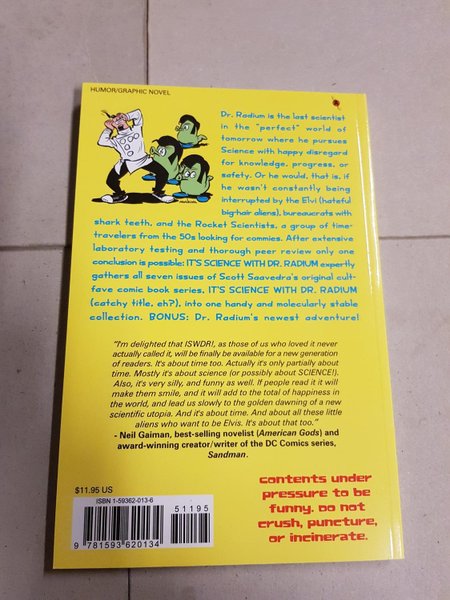 HUMOR/GRAPHIC NOVEL
Dr. Radium is the last scientist
in the "perfect" world of
tomorrow where he pursues
Science with happy disregard
for knowledge, progress, or
safety. Or he would, that is, if
he wasn't constantly being
interrupted by the Elvi (hateful
big-hair aliens), bureaucrats with
shark teeth, and the Rocket Scientists, a group of time-
travelers from the 50s looking for commies. After extensive
laboratory testing and thorough peer review only one
conclusion is possible: IT'S SCIENCE WITH DR. RADIUM expertly
gathers all seven issues of Scott Saavedra's original cult-
fave comic book series, IT'S SCIENCE WITH DR. RADIUM
(catchy title, eh?), into one handy and molecularly stable
collection. BONUS: Dr. Radium's newest adventure!
"I'm delighted that ISWDR!, as those of us who loved it never
actually called it, will be finally be available for a new generation
of readers. It's about time too. Actually it's only partially about
time. Mostly it's about science (or possibly about SCIENCE!).
Also, it's very silly, and funny as well. If people read it it will
make them smile, and it will add to the total of happiness in
the world, and lead us slowly to the golden dawning of a new
scientific utopia. And it's about time. And about all these little
aliens who want to be Elvis. It's about that too."
- Neil Gaiman, best-selling novelist (American Gods) and
award-winning creator/writer of the DC Comics series,
Sandman.
$11.95 US
ISBN 1-59362-013-6
51195
9 781593 620134
contents under
pressure to be
funny. Do not
crush, puncture,
or incinerate.